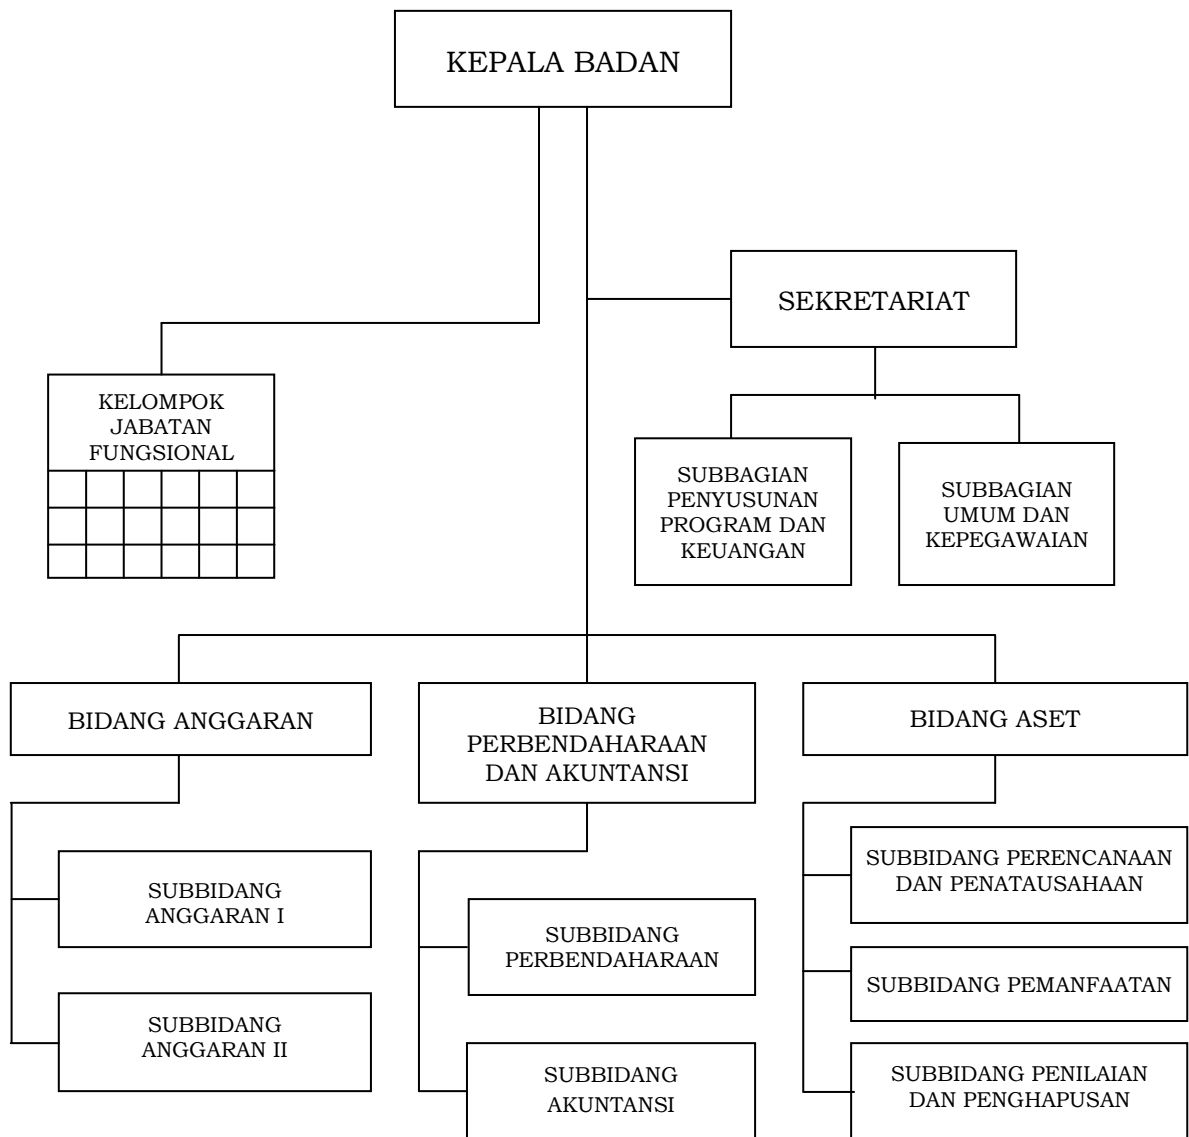 KEPALA BADAN
SEKRETARIAT
KELOMPOK
JABATAN
FUNGSIONAL
SUBBAGIAN
PENYUSUNAN
PROGRAM DAN
KEUANGAN
SUBBAGIAN
UMUM DAN
KEPEGAWAIAN
BIDANG ANGGARAN
BIDANG
PERBENDAHARAAN
DAN AKUNTANSI
BIDANG ASET
SUBBIDANG
ANGGARAN I
SUBBIDANG
ANGGARAN II
SUBBIDANG
PERBENDAHARAAN
SUBBIDANG
AKUNTANSI
SUBBIDANG PERENCANAAN
DAN PENATAUSAHAAN
SUBBIDANG PEMANFAATAN
SUBBIDANG PENILAIAN
DAN PENGHAPUSAN